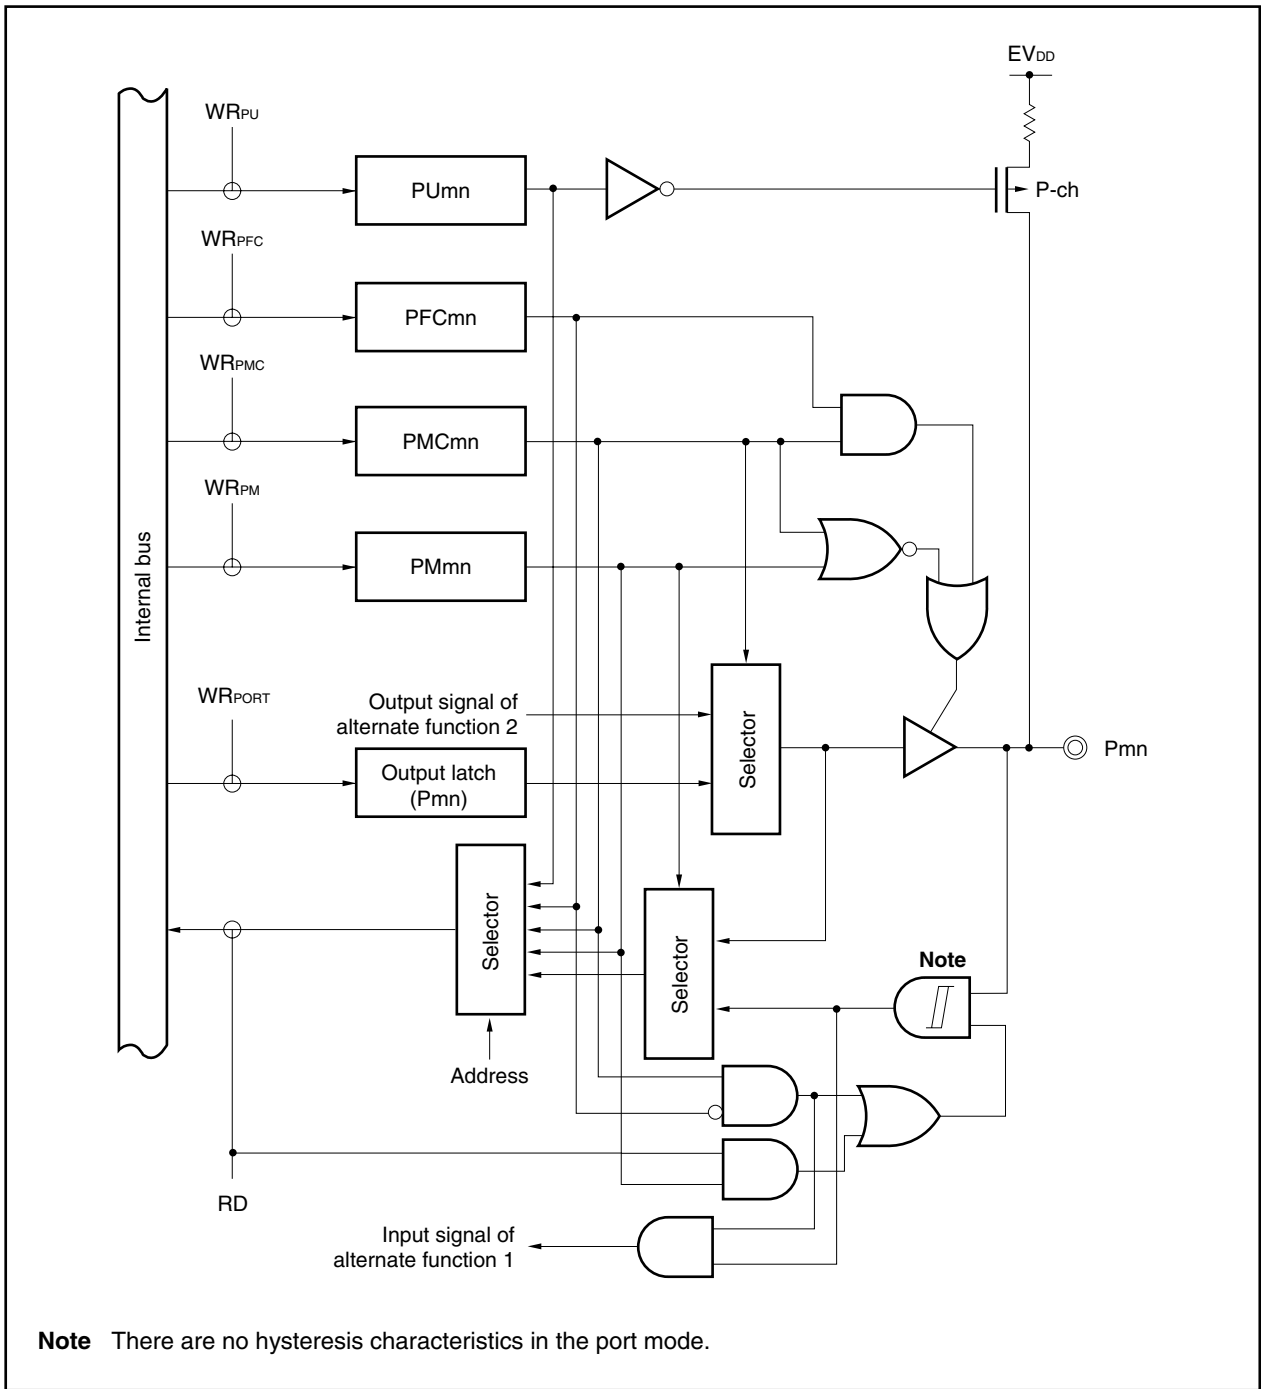 EVDD
WRPU
PUmn
P-ch
WRPFC
PFCmn
WRPMC
PMCmn
WRPM
PMmn
Internal bus
WRPORT
Output signal of
alternate function 2
Selector
Output latch
(Pmn)
Pmn
Selector
Selector
Note
Address
RD
Input signal of
alternate function 1
Note There are no hysteresis characteristics in the port mode.